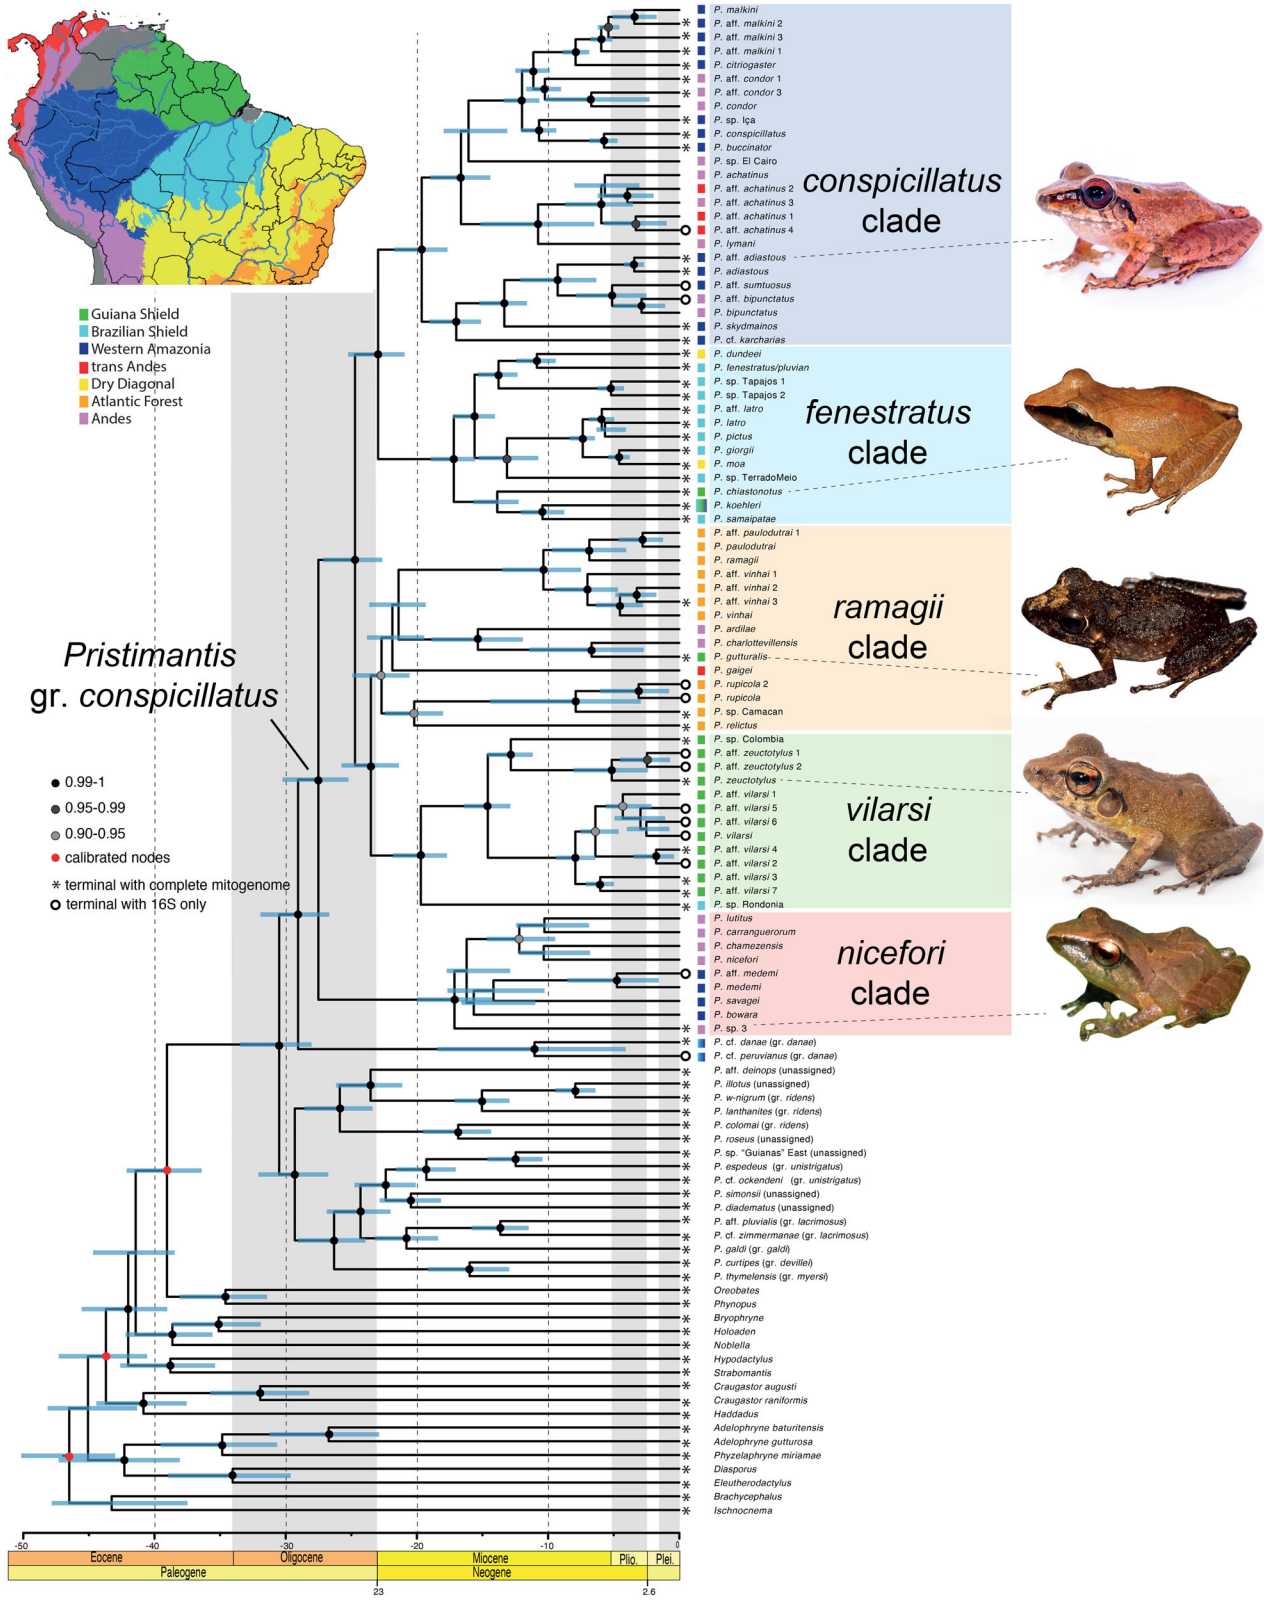 Guiana Shield
Brazilian Shield
Western Amazonia
trans Andes
Dry Diagonal
Atlantic Forest
Andes
Pristimantis
gr. conspicillatus
0.99-1
0.95-0.99
0.90-0.95
calibrated nodes
* terminal with complete mitogenome
terminal with 16S only
P. malkini
P. aff. malkini 2
P. aff. malkini 3
P. aff. malkini 1
P. citriogaster
P. aff. condor 1
P. aff. condor 3
P. condor
P. sp. Iça
P. conspicillatus
P. buccinator
P. sp. El Cairo
P. achatinus
P. aff. achatinus 2
P. aff. achatinus 3
P. aff. achatinus 1
P. aff. achatinus 4
P. lymani
P. aff. adiastous
P. adiastous
P. aff. sumtuosus
P. aff. bipunctatus
P. bipunctatus
P. skydmainos
P. cf. karcharias
conspicillatus
clade
P. dundeei
P. fenestratus/pluvian
P. sp. Tapajos 1
P. sp. Tapajos 2
P. aff. latro
P. latro
P. pictus
P. giorgii
P. moa
P. sp. TerradoMeio
P. chiastonotus
P. koehleri
P. samaipatae
fenestratus
clade
P. aff. paulodutrai 1
P. paulodutrai
P. ramagii
P. aff. vinhai 1
P. aff. vinhai 2
P. aff. vinhai 3
P. vinhai
P. ardilae
P. charlottevillensis
P. gutturalis
P. gaigei
P. rupicola 2
P. rupicola
P. sp. Camacan
P. relictus
ramagii
clade
P. sp. Colombia
P. aff. zeuctotylus 1
P. aff. zeuctotylus 2
P. zeuctotylus
P. aff. vilarsi 1
P. aff. vilarsi 5
P. aff. vilarsi 6
P. vilarsi
P. aff. vilarsi 4
P. aff. vilarsi 2
P. aff. vilarsi 3
P. aff. vilarsi 7
P. sp. Rondonia
vilarsi
clade
P. lutitus
P. carranguerorum
P. chamezensis
P. nicefori
P. aff. medemi
P. medemi
P. savagei
P. bowara
P. sp. 3
nicefori
clade
P. cf. danae (gr. danae)
P. cf. peruvianus (gr. danae)
P. aff. deinops (unassigned)
P. illotus (unassigned)
P. w-nigrum (gr. ridens)
P. lanthanites (gr. ridens)
P. colomai (gr. ridens)
P. roseus (unassigned)
P. sp. "Guianas" East (unassigned)
P. espedeus (gr. unistrigatus)
P. cf. ockendeni (gr. unistrigatus)
P. simonsii (unassigned)
P. diadematus (unassigned)
P. aff. pluvialis (gr. lacrimosus)
P. cf. zimmermanae (gr. lacrimosus)
P. galdi (gr. galdi)
P. curtipes (gr. devillei)
P. thymelensis (gr. myersi)
Oreobates
Phynopus
Bryophryne
Holoaden
Noblella
Hypodactylus
Strabomantis
Craugastor augusti
Craugastor raniformis
Haddadus
Adelophryne baturitensis
Adelophryne gutturosa
Phyzelaphryne miriamae
Diasporus
Eleutherodactylus
Brachycephalus
Ischnocnema
-50 -40 -30 -20 -10 0
Eocene Oligocene Miocene Plio. Plei.
Paleogene Neogene
23 2.6